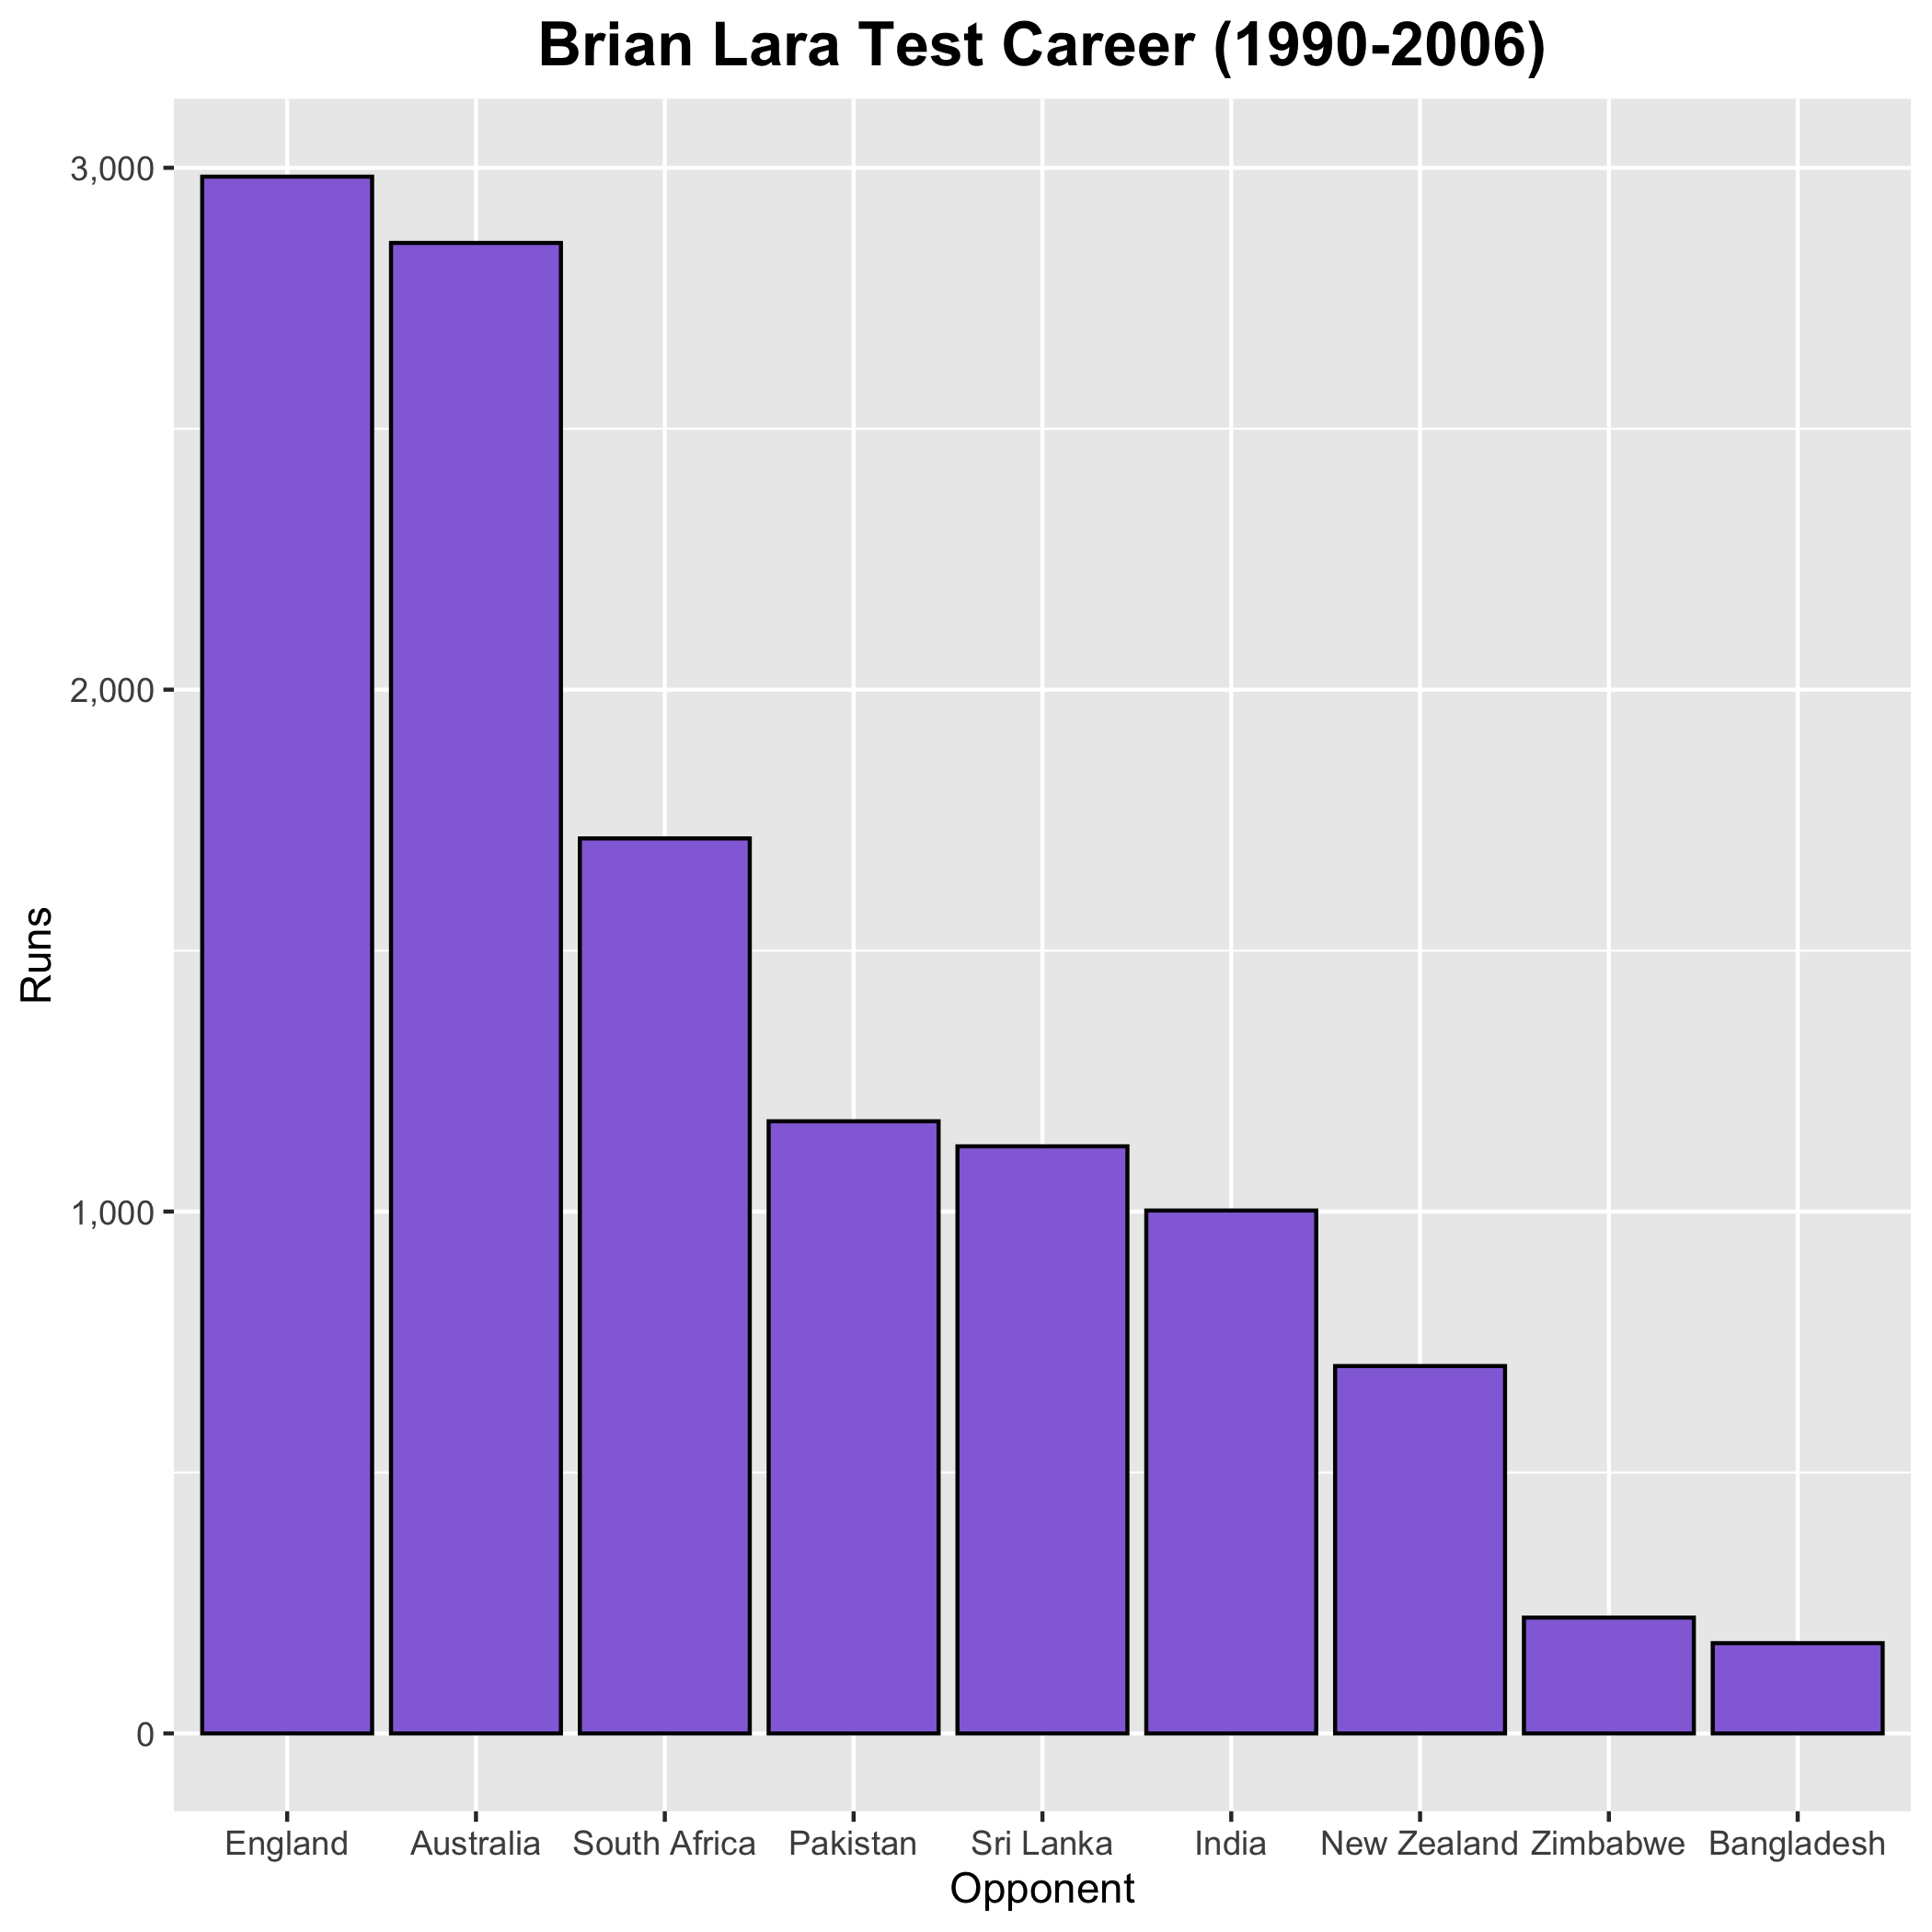 Brian Lara Test Career (1990-2006)
3,000
2,000
1,000
0
Runs
England Australia South Africa Pakistan Sri Lanka India New Zealand Zimbabwe Bangladesh
Opponent